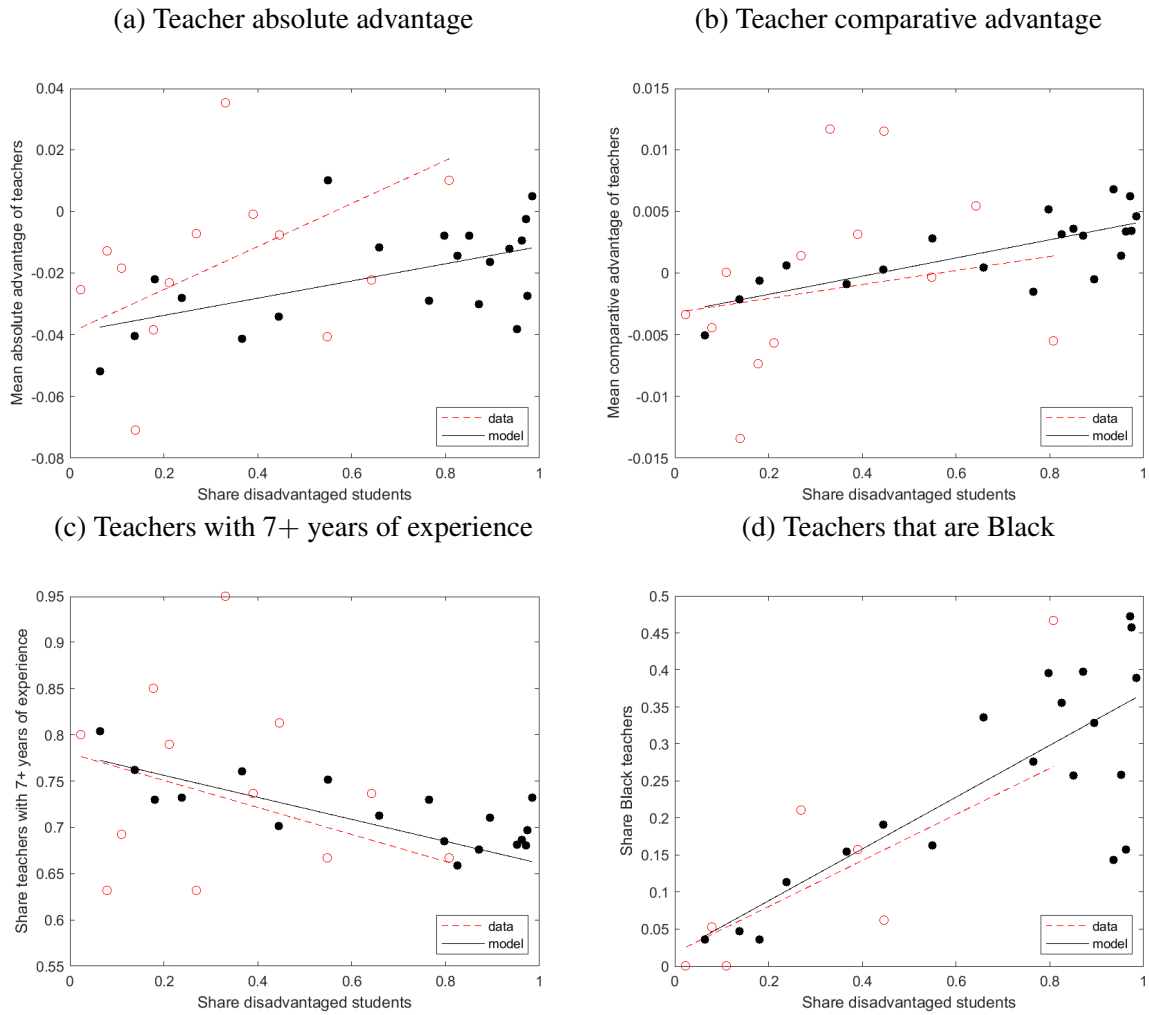 (a) Teacher absolute advantage
0.04
0.02
0
-0.02
-0.04
-0.06
-0.08
Mean absolute advantage of teachers
0
0.2
0.4
0.6
0.8
1
Share disadvantaged students
data
model
(b) Teacher comparative advantage
0.015
0.01
0.005
0
-0.005
-0.01
-0.015
Mean comparative advantage of teachers
0
0.2
0.4
0.6
0.8
1
Share disadvantaged students
data
model
(c) Teachers with 7+ years of experience
0.95
0.9
0.85
0.8
0.75
0.7
0.65
0.6
0.55
Share teachers with 7+ years of experience
0
0.2
0.4
0.6
0.8
1
Share disadvantaged students
data
model
(d) Teachers that are Black
0.5
0.45
0.4
0.35
0.3
0.25
0.2
0.15
0.1
0.05
0
Share Black teachers
0
0.2
0.4
0.6
0.8
1
Share disadvantaged students
data
model